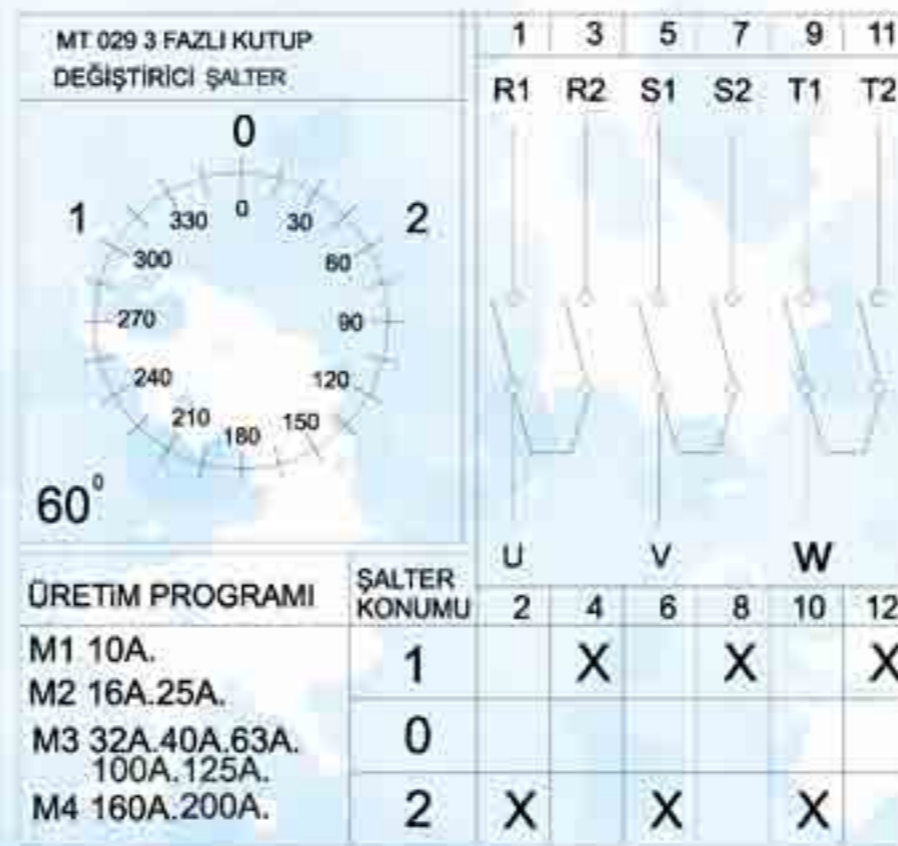 MT 029 3 FAZLI KUTUP
DEĞİŞTİRİCİ ŞALTER
0
1
2
0
30
60
90
120
150
180
210
240
270
300
330
60°
1 3 5 7 9 11
R1 R2 S1 S2 T1 T2
U V W
2 4 6 8 10 12
ÜRETİM PROGRAMI
ŞALTER
KONUMU
M1 10A.
M2 16A.25A.
M3 32A.40A.63A.
100A.125A.
M4 160A.200A.
1 X X X
0
2 X X X